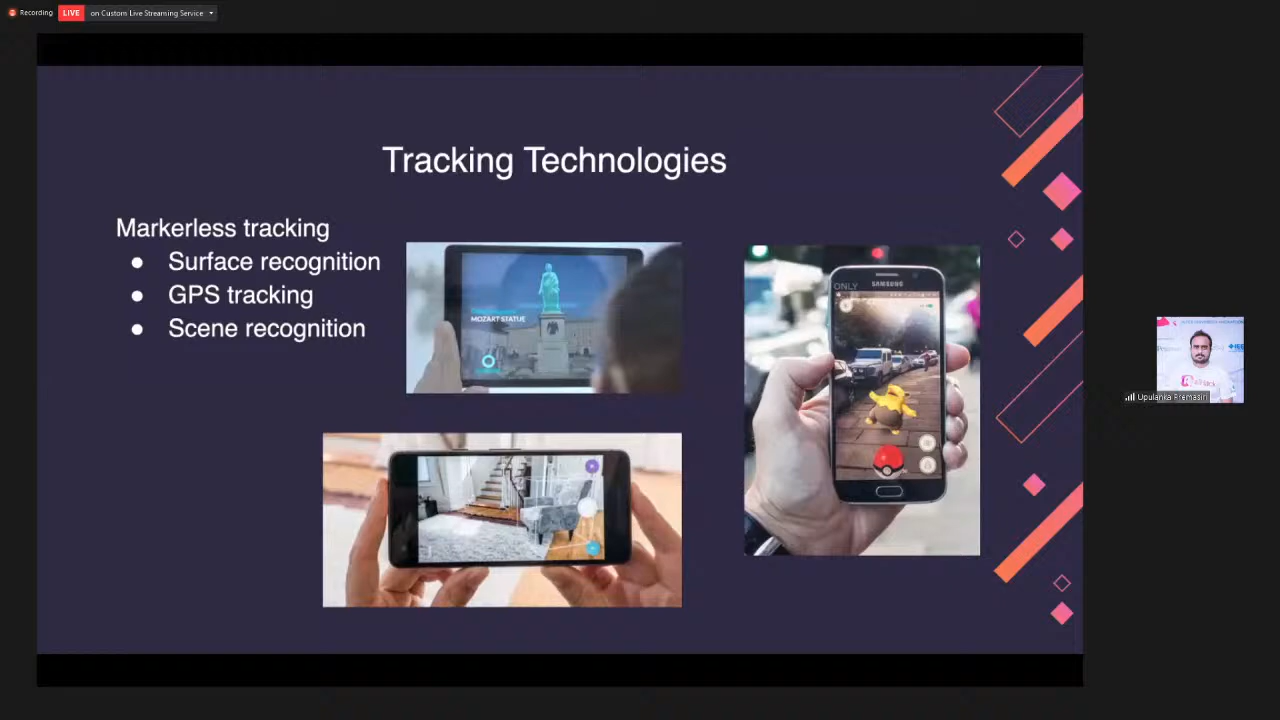 Recording
LIVE
on Custom Live Streaming Service
Tracking Technologies
Markerless tracking
● Surface recognition
● GPS tracking
● Scene recognition
MOZART STATUE
ONLY
SAMSUNG
Upulanka Premasiri